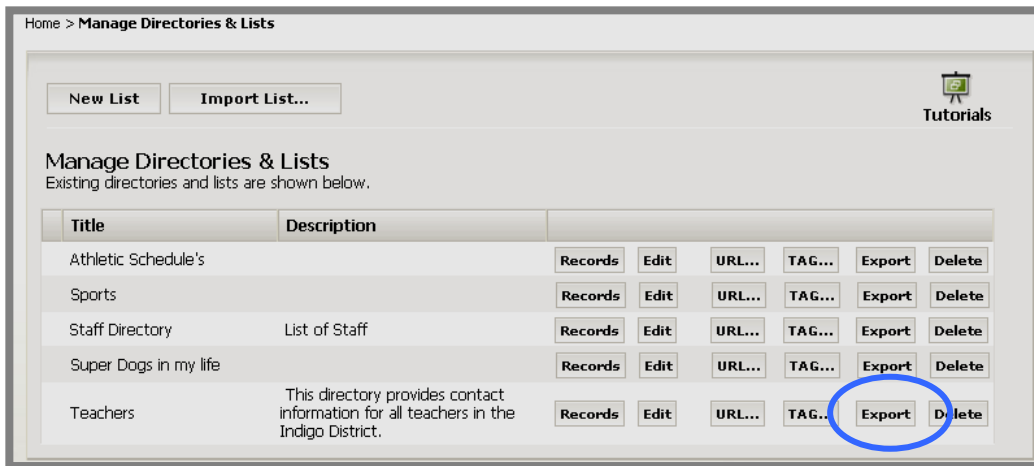 Home > Manage Directories & Lists
New List Import List...
Tutorials
Manage Directories & Lists
Existing directories and lists are shown below.
Title Description
Athletic Schedule's Records Edit URL... TAG... Export Delete
Sports Records Edit URL... TAG... Export Delete
Staff Directory List of Staff Records Edit URL... TAG... Export Delete
Super Dogs in my life Records Edit URL... TAG... Export Delete
This directory provides contact
Teachers information for all teachers in the Records Edit URL... TAG... Export Delete
Indigo District.